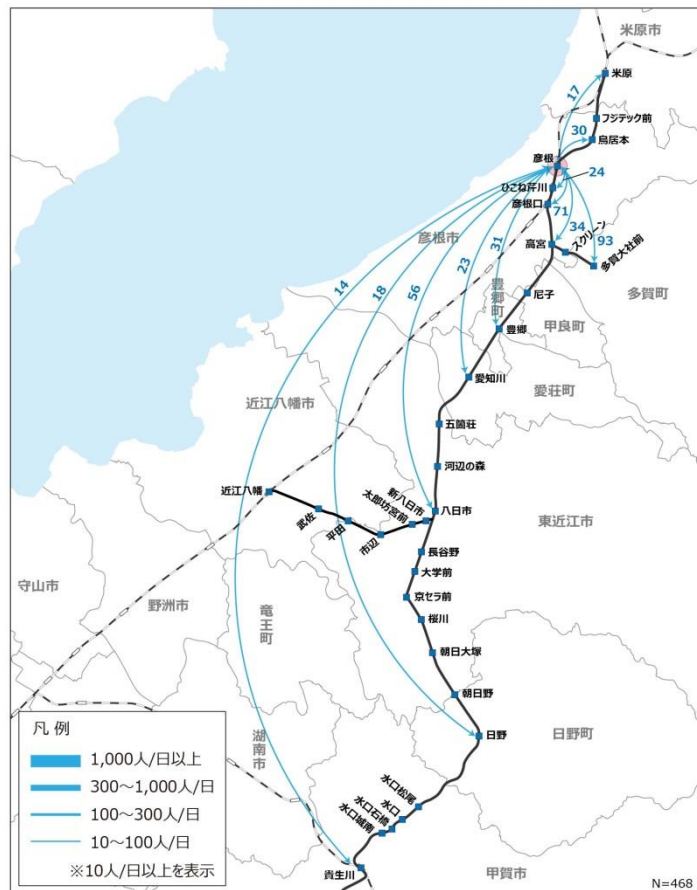 米原市
米原
17
フジテック前
30
鳥居本
彦根
24
ひこね芹川
彦根口
71
34
彦根市
高宮
スクリーン
93
多賀大社前
31
23
56
18
14
豊郷町
多賀町
尼子
甲良町
豊郷
愛知川
愛荘町
近江八幡市
五箇荘
河辺の森
近江八幡
新八日市
八日市
太郎坊宮前
武佐
平田
市辺
東近江市
長谷野
大学前
京セラ前
守山市
野洲市
竜王町
桜川
朝日大塚
朝日野
日野
日野町
湖南市
凡 例
1,000人/日以上
300～1,000人/日
100～300人/日
10～100人/日
※10人/日以上を表示
水口松尾
水口
水口石橋
水口城南
貴生川
甲賀市
N=468